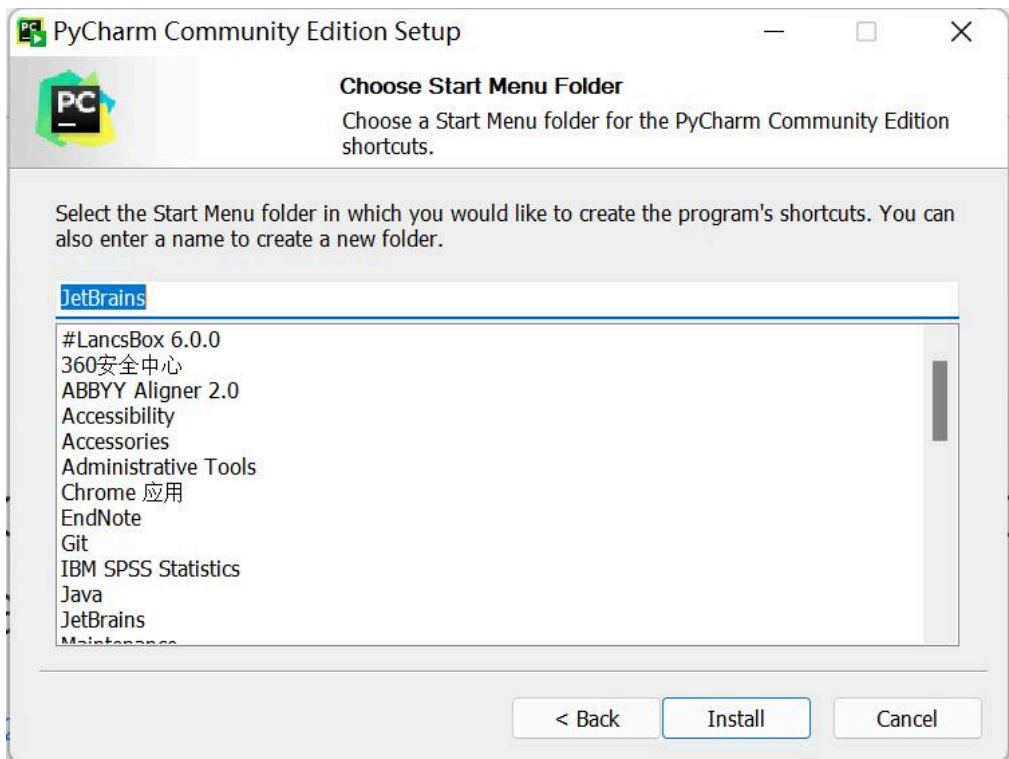 PyCharm Community Edition Setup
PC
Choose Start Menu Folder
Choose a Start Menu folder for the PyCharm Community Edition
shortcuts.
Select the Start Menu folder in which you would like to create the program's shortcuts. You can
also enter a name to create a new folder.
JetBrains
#LancsBox 6.0.0
360安全中心
ABBYY Aligner 2.0
Accessibility
Accessories
Administrative Tools
Chrome 应用
EndNote
Git
IBM SPSS Statistics
Java
JetBrains
Maintenance
< Back
Install
Cancel